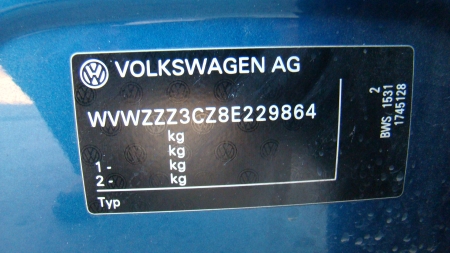 VOLKSWAGEN AG
WVWZZZ3CZ8E229864
kg
kg
1 - kg
2 - kg
Typ
2
BWS 1531
1745128